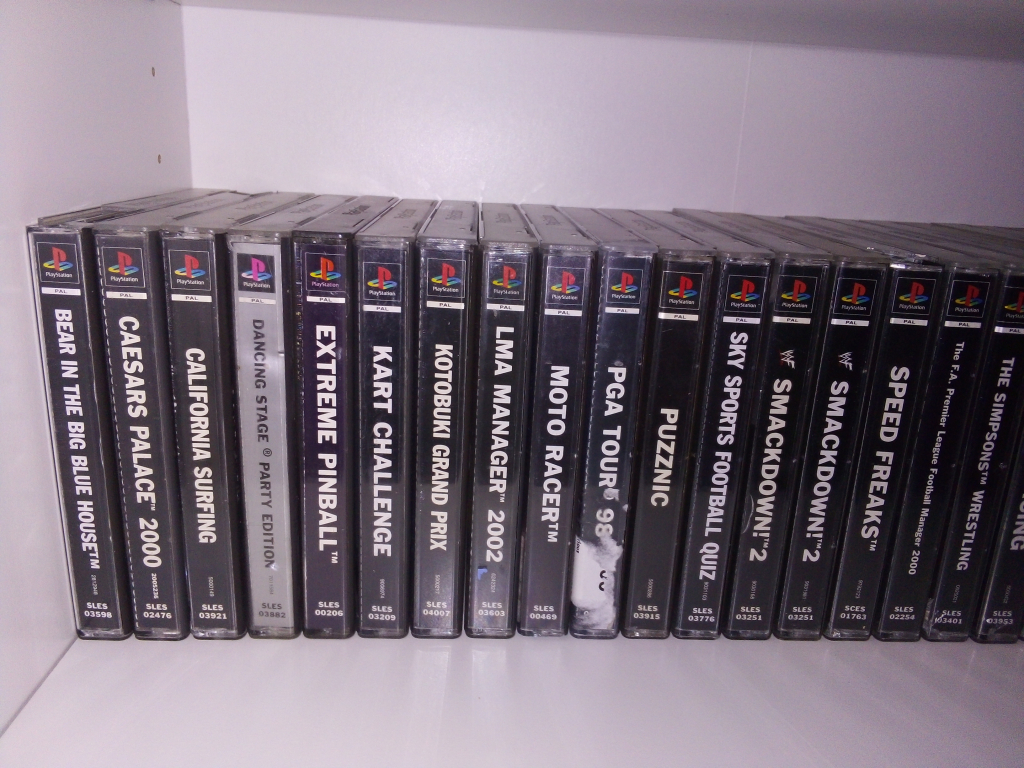 PlayStation
PAL
BEAR IN THE BIG BLUE HOUSE™
SLES
03598
PlayStation
PAL
CAESARS PALACE™ 2000
SLES
02476
PlayStation
PAL
CALIFORNIA SURFING
SLES
03921
PlayStation
PAL
DANCING STAGE ® PARTY EDITION
SLES
03882
PlayStation
PAL
EXTREME PINBALL™
SLES
00206
PlayStation
PAL
KART CHALLENGE
SLES
03209
PlayStation
PAL
KOTOBUKI GRAND PRIX
SLES
04007
PlayStation
PAL
LMA MANAGER™ 2002
SLES
03603
PlayStation
PAL
MOTO RACER™
SLES
00469
PlayStation
PAL
PGA TOUR® 98
PlayStation
PAL
PUZZNIC
SLES
03915
PlayStation
PAL
SKY SPORTS FOOTBALL QUIZ
SLES
03776
PlayStation
PAL
WF SMACKDOWN!™ 2
SLES
03251
PlayStation
PAL
WF SMACKDOWN!™ 2
SLES
03251
PlayStation
PAL
SPEED FREAKS™
SCES
01763
PlayStation
PAL
The F.A. Premier League Football Manager 2000
SLES
02254
PlayStation
PAL
THE SIMPSONS™ WRESTLING
SLES
03401
SLES
03953